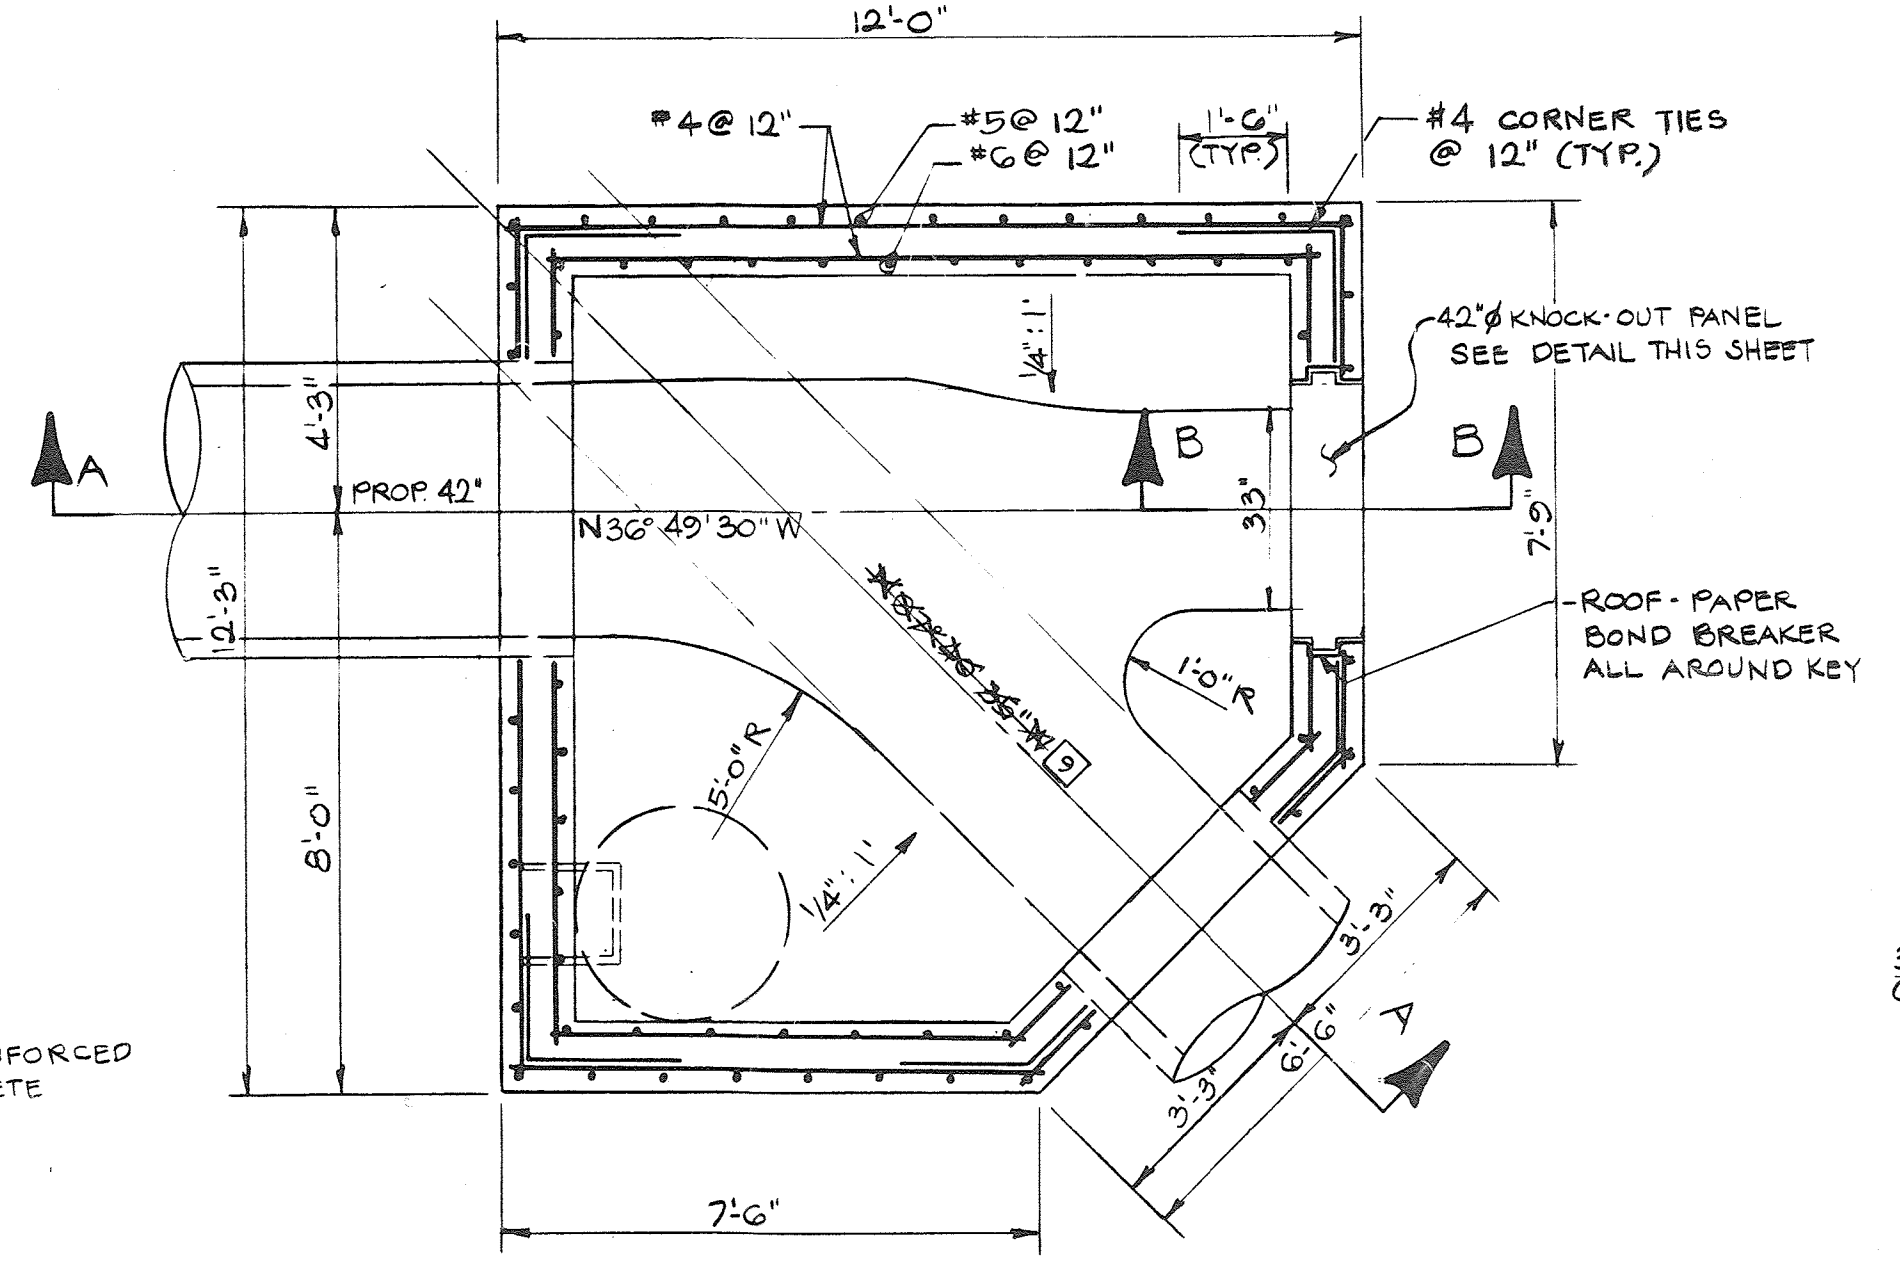 12'-0"
#4 @ 12"
#5 @ 12"
#6 @ 12"
1'-6"
(TYP.)
#4 CORNER TIES
@ 12" (TYP.)
1/4" : 1'
42"Ø KNOCK-OUT PANEL
SEE DETAIL THIS SHEET
4'-3"
A
PROP. 42"
N36° 49' 30" W
B
B
33"
7'-9"
12'-3"
ROOF-PAPER
BOND BREAKER
ALL AROUND KEY
1'-0" R
9
5'-0" R
8'-0"
1/4" : 1'
3'-3"
A
6'-6"
3'-3"
FORCED
ETE
7'-6"